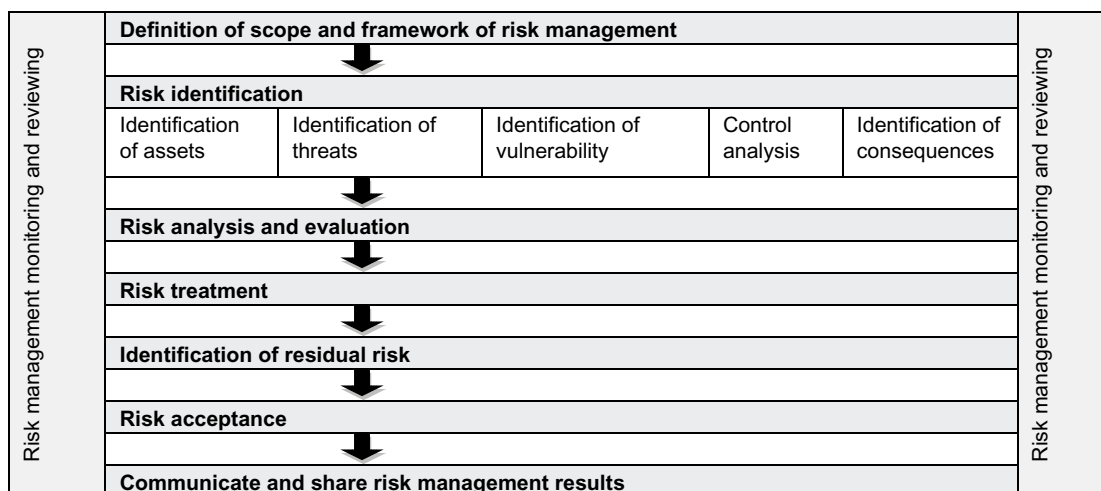 Risk management monitoring and reviewing
Definition of scope and framework of risk management
Risk identification
Identification
of assets
Identification of
threats
Identification of
vulnerability
Control
analysis
Identification of
consequences
Risk analysis and evaluation
Risk treatment
Identification of residual risk
Risk acceptance
Communicate and share risk management results
Risk management monitoring and reviewing